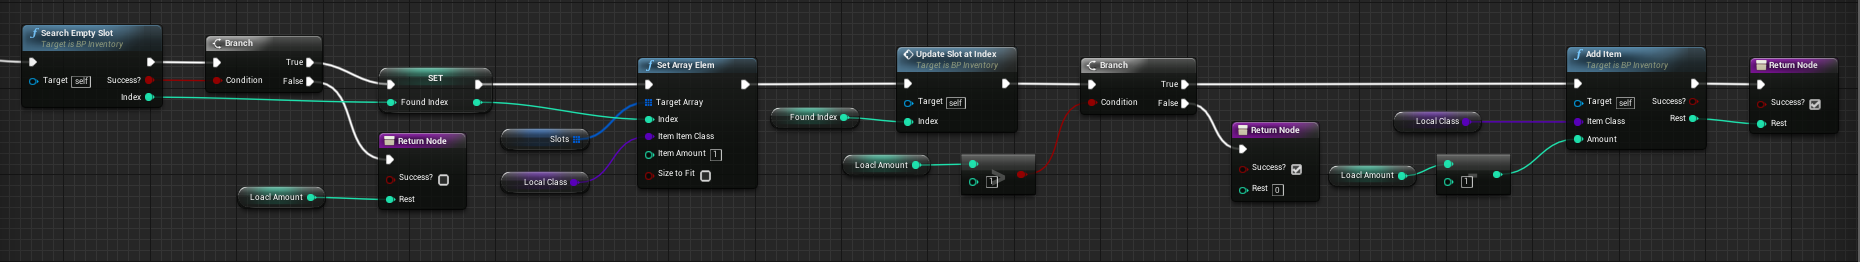 Search Empty Slot
Target is BP Inventory
Target self
Success?
Index
Branch
Condition
True
False
SET
Found Index
Return Node
Success?
Rest
Loacl Amount
Slots
Local Class
Set Array Elem
Target Array
Index
Item Item Class
Item Amount 1
Size to Fit
Found Index
Update Slot at Index
Target is BP Inventory
Target self
Index
Loacl Amount
>
1
Branch
Condition
True
False
Return Node
Success?
Rest 0
Local Class
Loacl Amount
-
1
Add Item
Target is BP Inventory
Target self
Success?
Item Class
Rest
Amount
Return Node
Success?
Rest